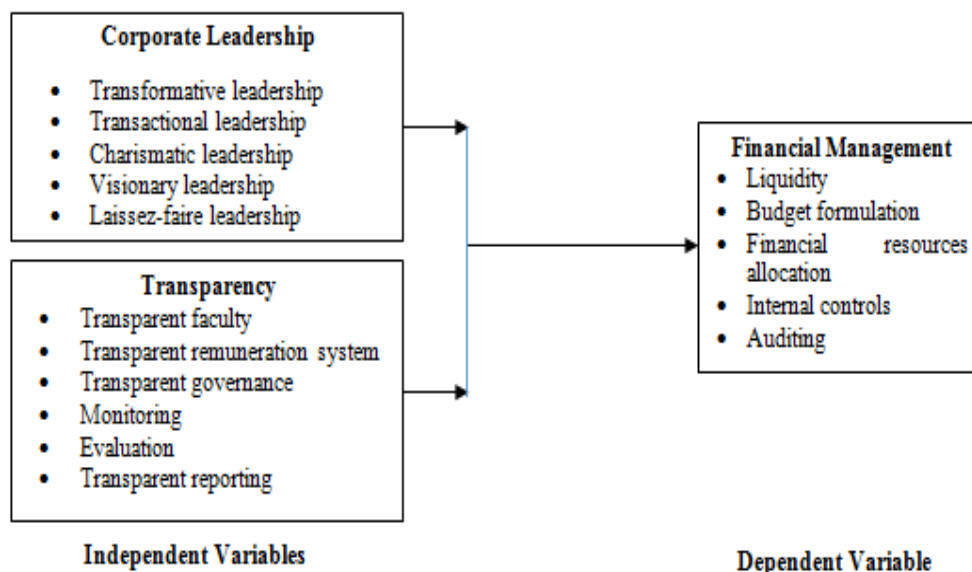 Corporate Leadership
• Transformative leadership
• Transactional leadership
• Charismatic leadership
• Visionary leadership
• Laissez-faire leadership
Transparency
• Transparent faculty
• Transparent remuneration system
• Transparent governance
• Monitoring
• Evaluation
• Transparent reporting
Independent Variables
Financial Management
• Liquidity
• Budget formulation
• Financial resources
allocation
• Internal controls
• Auditing
Dependent Variable